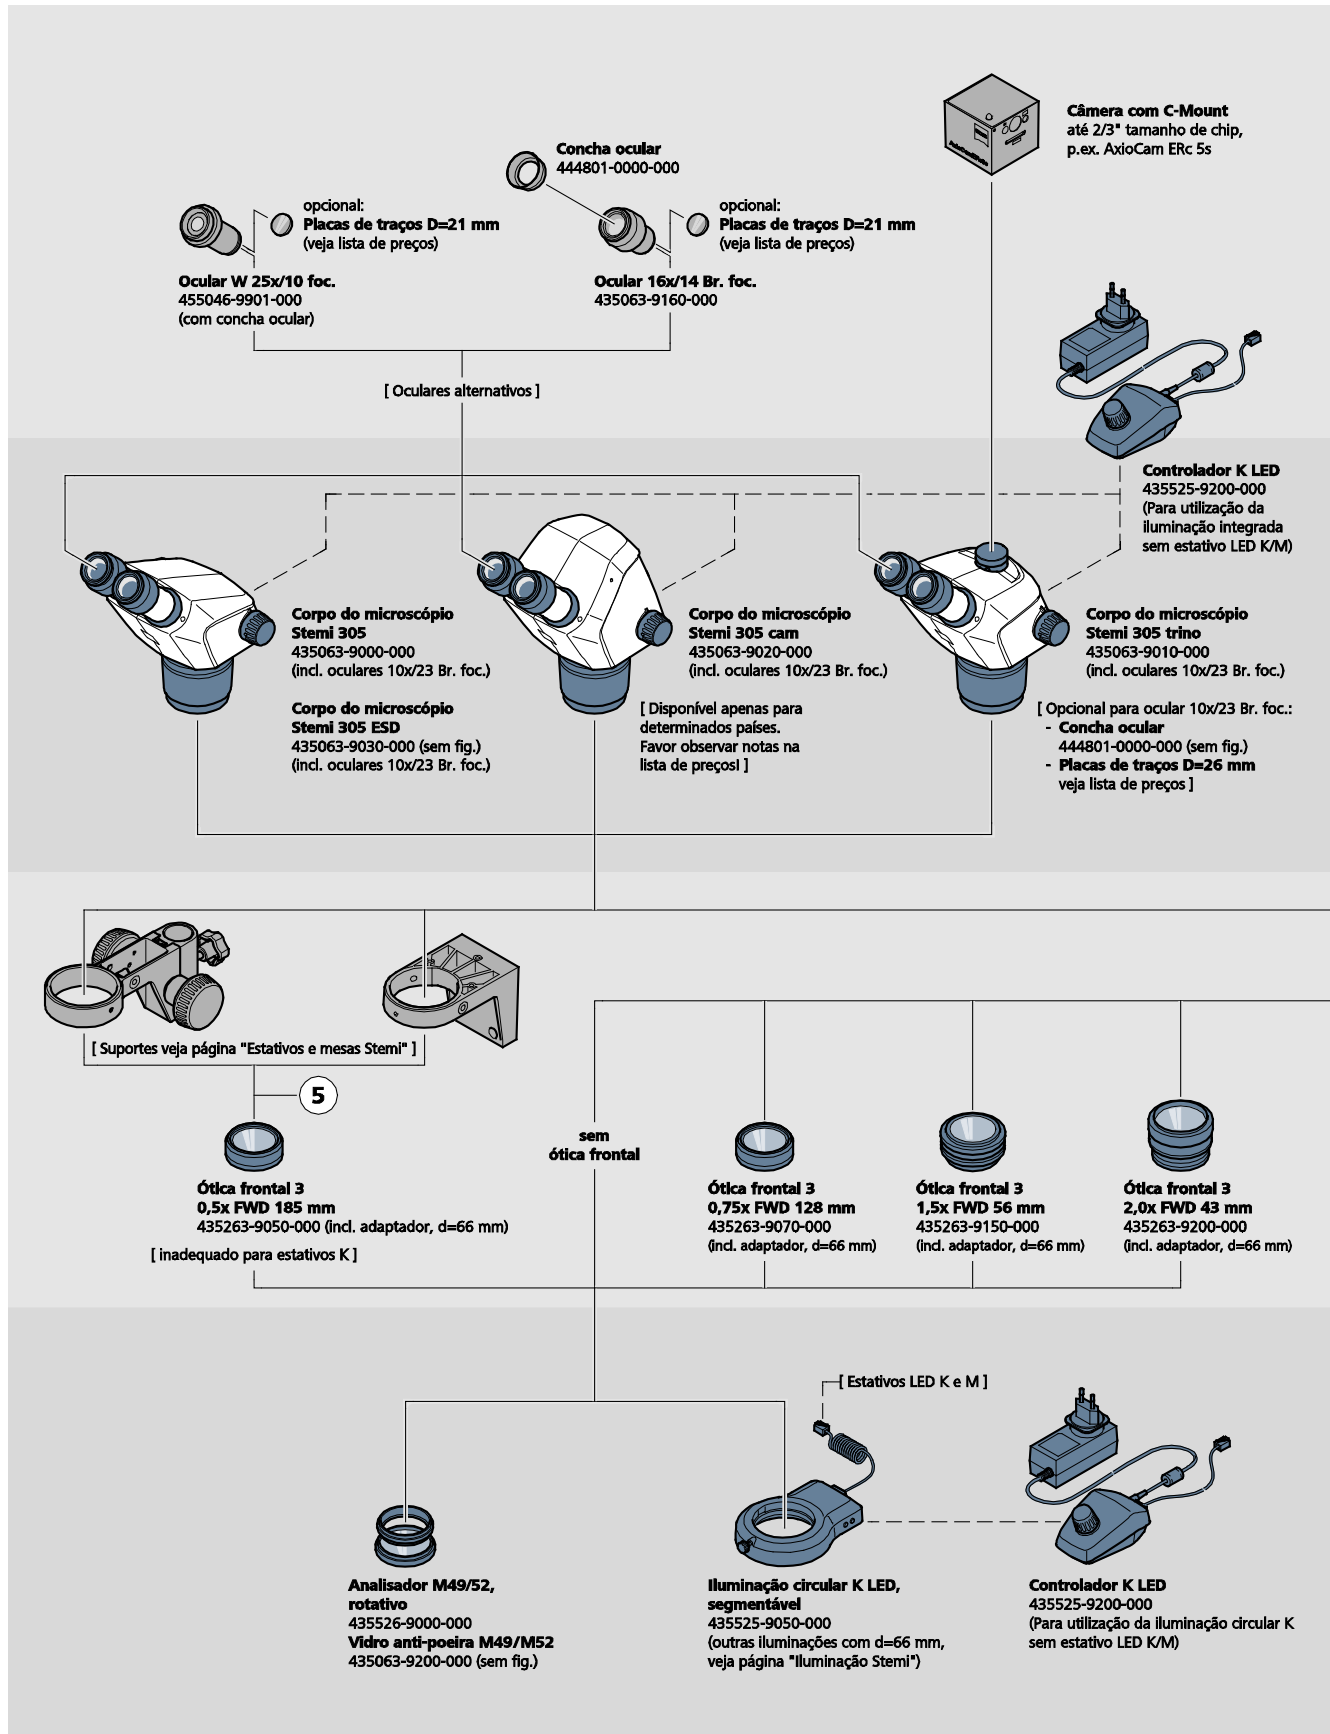 Câmera com C-Mount
até 2/3" tamanho de chip,
p.ex. AxioCam ERc 5s
Concha ocular
444801-0000-000
opcional:
Placas de traços D=21 mm
(veja lista de preços)
opcional:
Placas de traços D=21 mm
(veja lista de preços)
Ocular W 25x/10 foc.
455046-9901-000
(com concha ocular)
Ocular 16x/14 Br. foc.
435063-9160-000
[ Oculares alternativos ]
Controlador K LED
435525-9200-000
(Para utilização da
iluminação integrada
sem estativo LED K/M)
Corpo do microscópio
Stemi 305
435063-9000-000
(incl. oculares 10x/23 Br. foc.)
Corpo do microscópio
Stemi 305 ESD
435063-9030-000 (sem fig.)
(incl. oculares 10x/23 Br. foc.)
Corpo do microscópio
Stemi 305 cam
435063-9020-000
(incl. oculares 10x/23 Br. foc.)
[ Disponível apenas para
determinados países.
Favor observar notas na
lista de preços! ]
Corpo do microscópio
Stemi 305 trino
435063-9010-000
(incl. oculares 10x/23 Br. foc.)
[ Opcional para ocular 10x/23 Br. foc.:
- Concha ocular
444801-0000-000 (sem fig.)
- Placas de traços D=26 mm
veja lista de preços ]
[ Suportes veja página "Estativos e mesas Stemi" ]
5
sem
ótica frontal
Ótica frontal 3
0,5x FWD 185 mm
435263-9050-000 (incl. adaptador, d=66 mm)
[ inadequado para estativos K ]
Ótica frontal 3
0,75x FWD 128 mm
435263-9070-000
(incl. adaptador, d=66 mm)
Ótica frontal 3
1,5x FWD 56 mm
435263-9150-000
(incl. adaptador, d=66 mm)
Ótica frontal 3
2,0x FWD 43 mm
435263-9200-000
(incl. adaptador, d=66 mm)
[ Estativos LED K e M ]
Analisador M49/52,
rotativo
435526-9000-000
Vidro anti-poeira M49/M52
435063-9200-000 (sem fig.)
Iluminação circular K LED,
segmentável
435525-9050-000
(outras iluminações com d=66 mm,
veja página "Iluminação Stemi")
Controlador K LED
435525-9200-000
(Para utilização da iluminação circular K
sem estativo LED K/M)